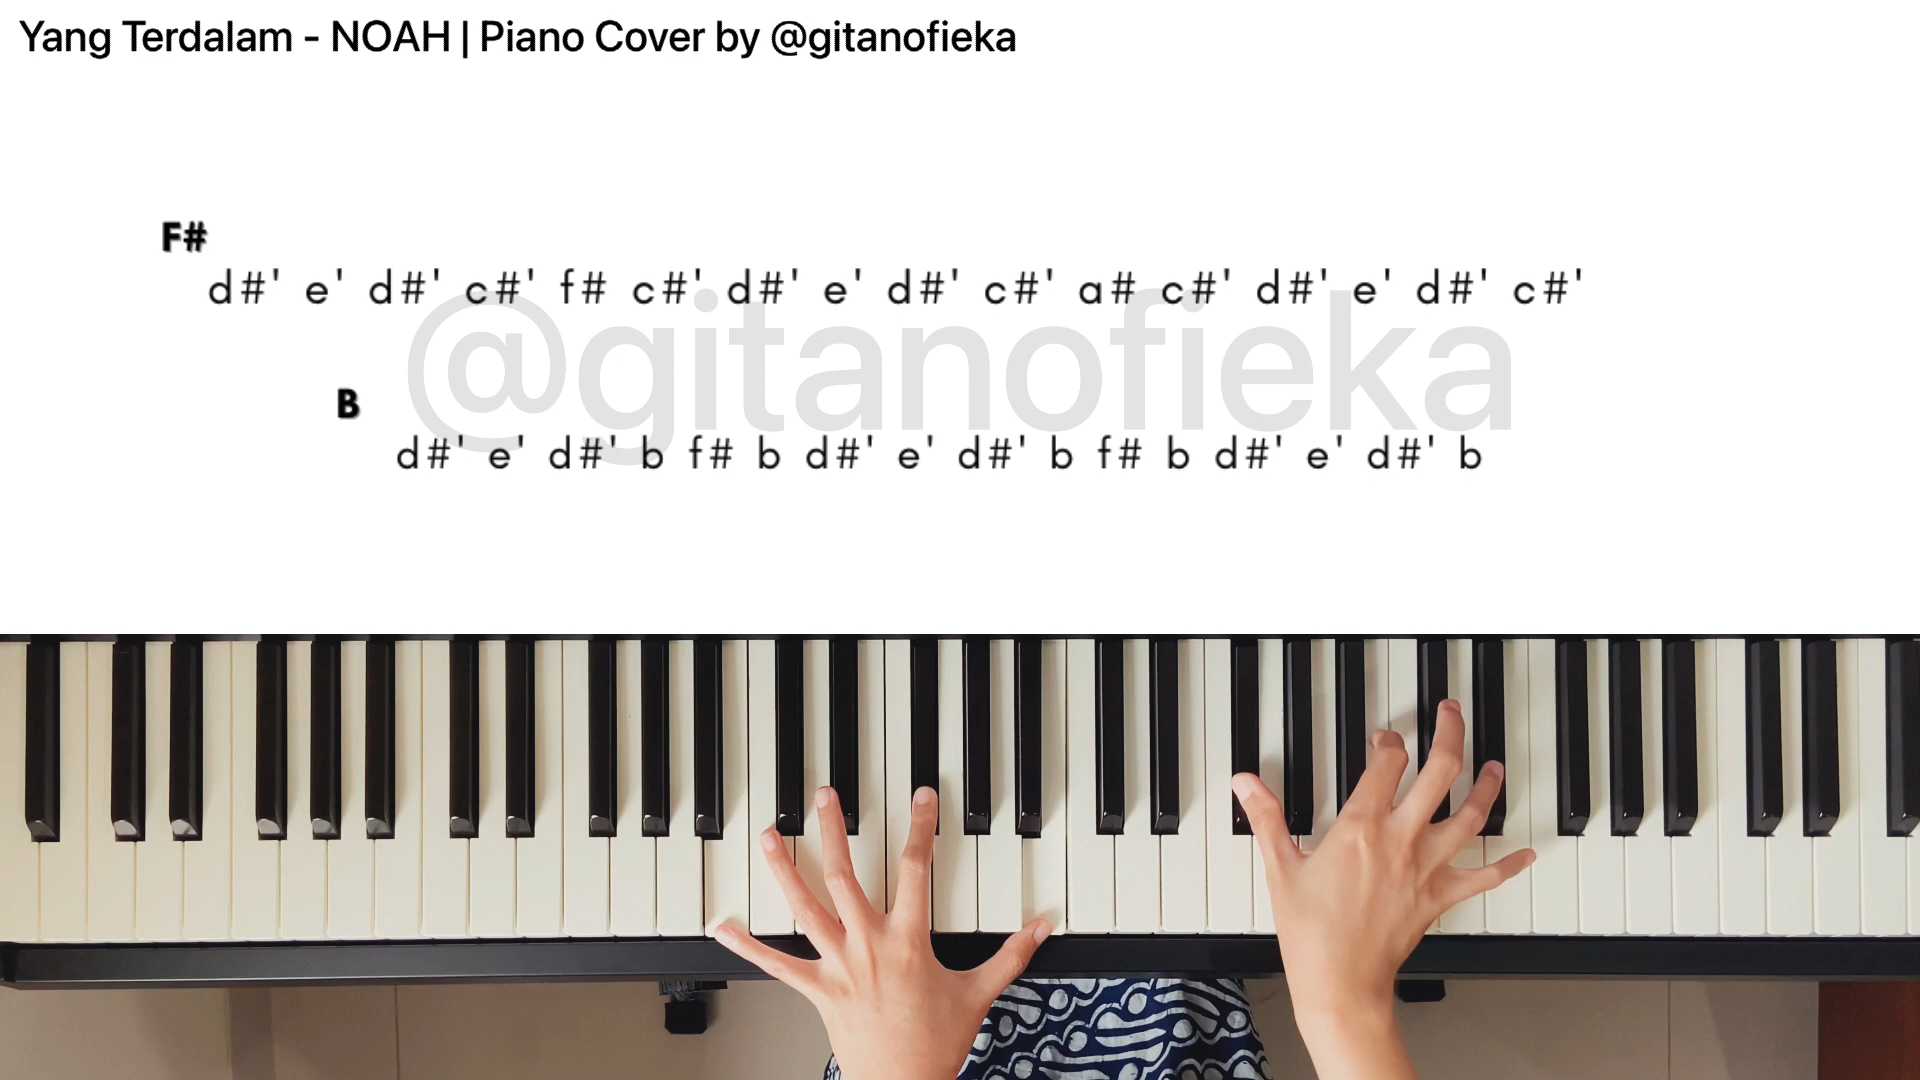 Yang Terdalam - NOAH | Piano Cover by @gitanofieka
F#
d#' e' d#' c#' f# c#' d#' e' d#' c#' a# c#' d#' e' d#' c#'
@gitanofieka
B
d#' e' d#' b f# b d#' e' d#' b f# b d#' e' d#' b